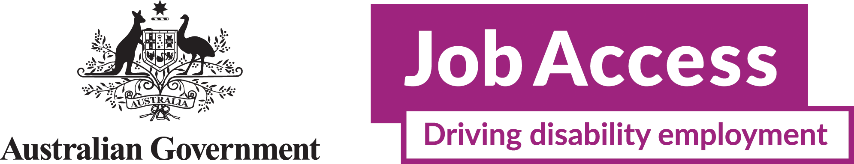 AUSTRALIA
Australian Government
Job Access
Driving disability employment